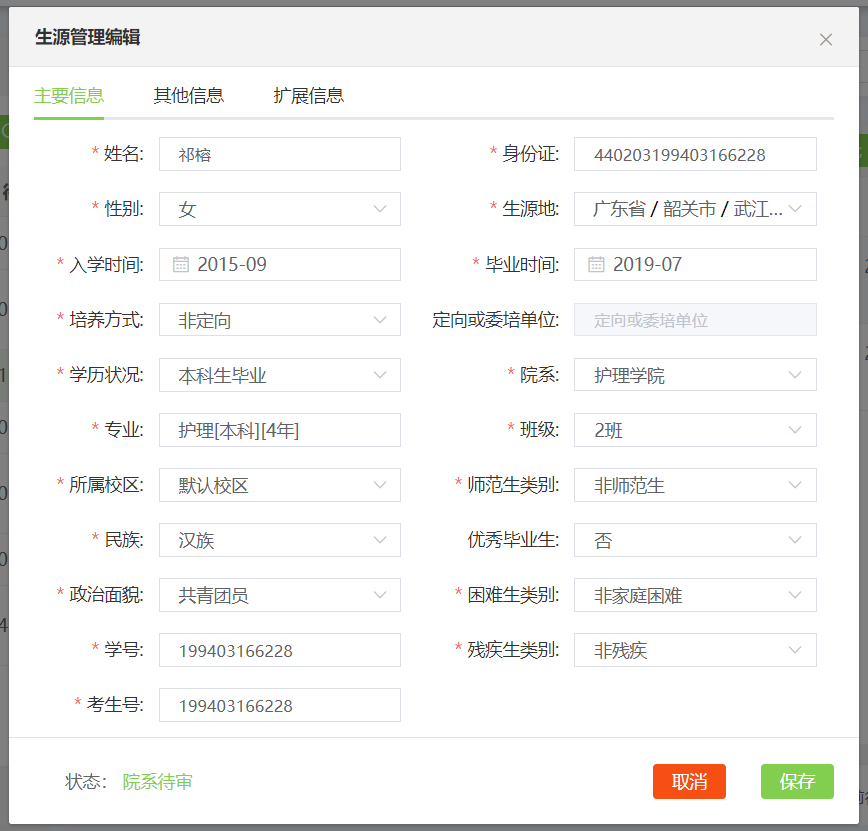 生源管理编辑
主要信息 其他信息 扩展信息
* 姓名: 祁榕 * 身份证: 440203199403166228
* 性别: 女 * 生源地: 广东省 / 韶关市 / 武江...
* 入学时间: 2015-09 * 毕业时间: 2019-07
* 培养方式: 非定向 定向或委培单位: 定向或委培单位
* 学历状况: 本科生毕业 * 院系: 护理学院
* 专业: 护理[本科][4年] * 班级: 2班
* 所属校区: 默认校区 * 师范生类别: 非师范生
* 民族: 汉族 优秀毕业生: 否
* 政治面貌: 共青团员 * 困难生类别: 非家庭困难
* 学号: 199403166228 * 残疾生类别: 非残疾
* 考生号: 199403166228
状态: 院系待审 取消 保存